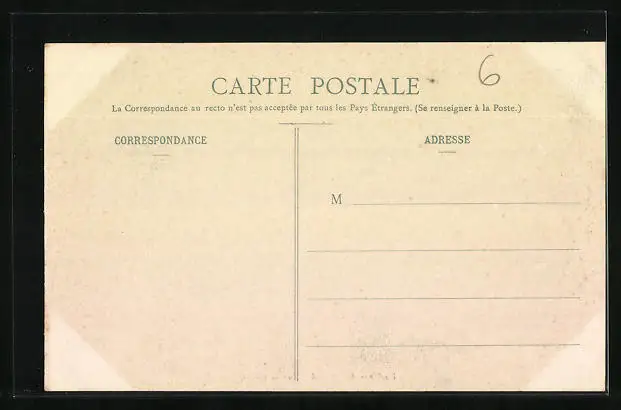 6
CARTE POSTALE
La Correspondance au recto n'est pas acceptée par tous les Pays Étrangers. (Se renseigner à la Poste.)
CORRESPONDANCE
ADRESSE
M